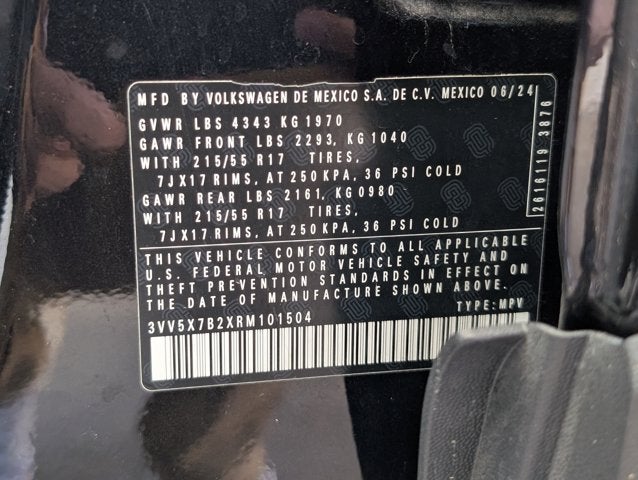 MFD BY VOLKSWAGEN DE MEXICO S.A. DE C.V. MEXICO 06/24
GVWR LBS 4343 KG 1970
GAWR FRONT LBS 2293, KG 1040
WITH 215/55 R17 TIRES,
7JX17 RIMS, AT 250 KPA, 36 PSI COLD
GAWR REAR LBS 2161, KG 0980
WITH 215/55 R17 TIRES,
7JX17 RIMS, AT 250 KPA, 36 PSI COLD
THIS VEHICLE CONFORMS TO ALL APPLICABLE
U.S. FEDERAL MOTOR VEHICLE SAFETY AND
THEFT PREVENTION STANDARDS IN EFFECT ON
THE DATE OF MANUFACTURE SHOWN ABOVE.
3VV5X7B2XRM101504 TYPE: MPV
2616119 3876